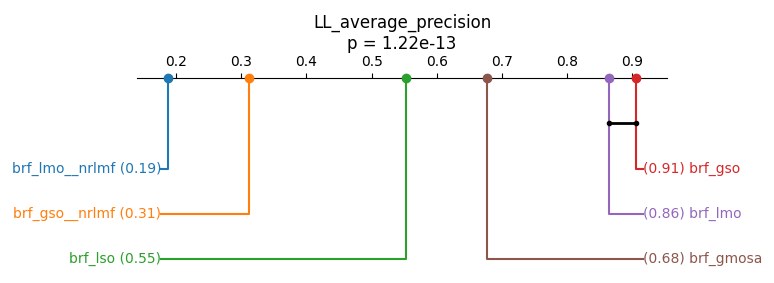 LL_average_precision
p = 1.22e-13
0.2 0.3 0.4 0.5 0.6 0.7 0.8 0.9
brf_lmo__nrlmf (0.19)
(0.91) brf_gso
brf_gso__nrlmf (0.31)
(0.86) brf_lmo
brf_lso (0.55)
(0.68) brf_gmosa